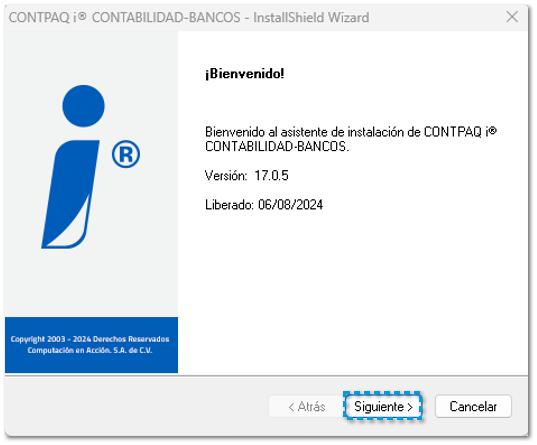 CONTPAQ i® CONTABILIDAD-BANCOS - InstallShield Wizard
¡Bienvenido!
Bienvenido al asistente de instalación de CONTPAQ i®
CONTABILIDAD-BANCOS.
Versión: 17.0.5
Liberado: 06/08/2024
i®
Copyright 2003 - 2024 Derechos Reservados
Computación en Acción. S.A. de C.V.
< Atrás
Siguiente >
Cancelar